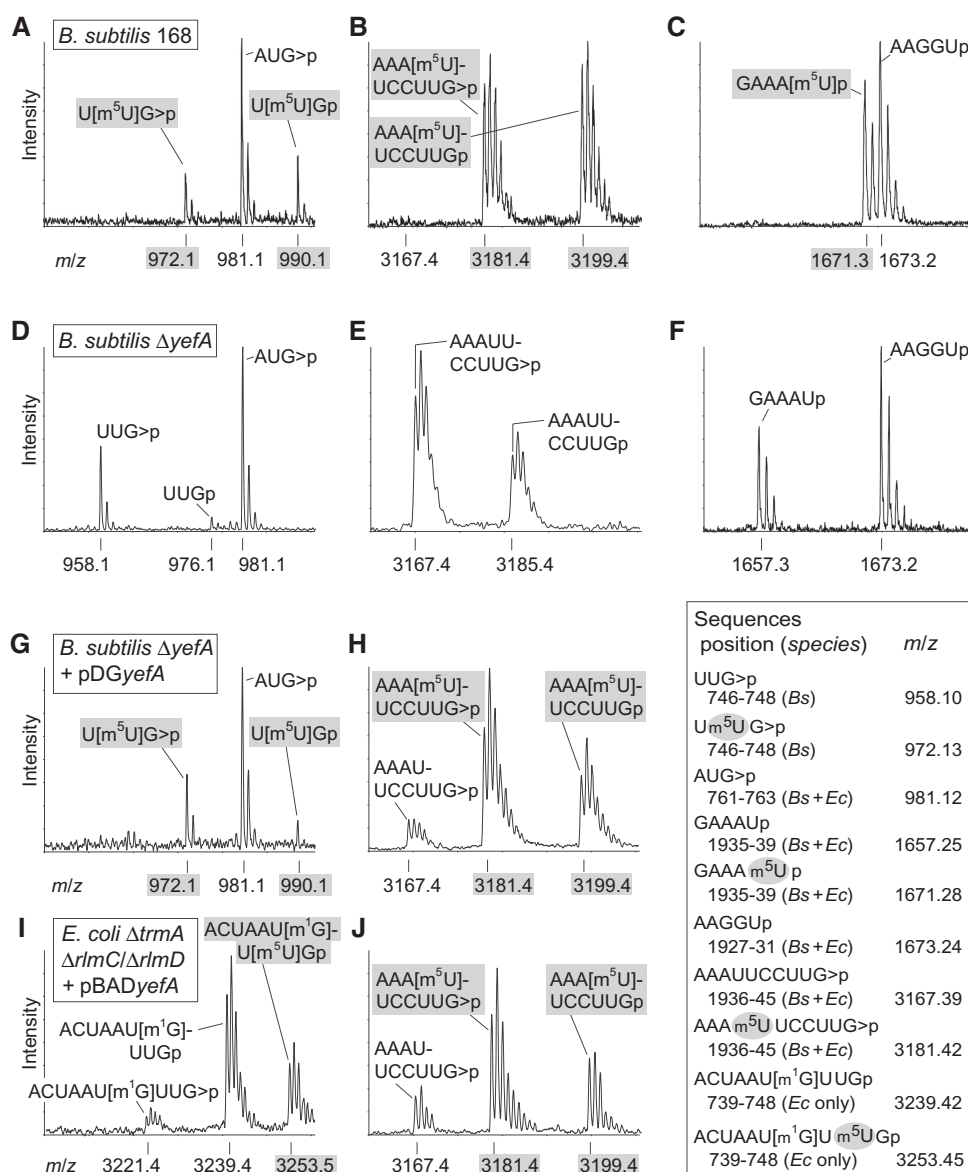 A
B. subtilis 168
Intensity
AUG>p
U[m⁵U]G>p
U[m⁵U]Gp
m/z
972.1
981.1
990.1
B
AAA[m⁵U]-
UCCUUG>p
AAA[m⁵U]-
UCCUUGp
3167.4
3181.4
3199.4
C
AAGGUp
GAAA[m⁵U]p
1671.3
1673.2
D
B. subtilis ΔyefA
Intensity
AUG>p
UUG>p
UUGp
958.1
976.1
981.1
E
AAAUU-
CCUUG>p
AAAUU-
CCUUGp
3167.4
3185.4
F
AAGGUp
GAAAUp
1657.3
1673.2
G
B. subtilis ΔyefA
+ pDGyefA
Intensity
AUG>p
U[m⁵U]G>p
U[m⁵U]Gp
m/z
972.1
981.1
990.1
H
AAA[m⁵U]-
UCCUUG>p
AAA[m⁵U]-
UCCUUGp
AAAU-
UCCUUG>p
3167.4
3181.4
3199.4
I
E. coli ΔtrmA
ΔrlmC/ΔrlmD
+ pBADyefA
Intensity
ACUAAU[m¹G]-
U[m⁵U]Gp
ACUAAU[m¹G]-
UUGp
ACUAAU[m¹G]UUG>p
m/z
3221.4
3239.4
3253.5
J
AAA[m⁵U]-
UCCUUG>p
AAA[m⁵U]-
UCCUUGp
AAAU-
UCCUUG>p
3167.4
3181.4
3199.4
Sequences
position (species) m/z
UUG>p
746-748 (Bs) 958.10
Um⁵UG>p
746-748 (Bs) 972.13
AUG>p
761-763 (Bs+Ec) 981.12
GAAAUp
1935-39 (Bs+Ec) 1657.25
GAAA m⁵U p
1935-39 (Bs+Ec) 1671.28
AAGGUp
1927-31 (Bs+Ec) 1673.24
AAAUUCCUUG>p
1936-45 (Bs+Ec) 3167.39
AAA m⁵U UCCUUG>p
1936-45 (Bs+Ec) 3181.42
ACUAAU[m¹G]UUGp
739-748 (Ec only) 3239.42
ACUAAU[m¹G]U m⁵UGp
739-748 (Ec only) 3253.45